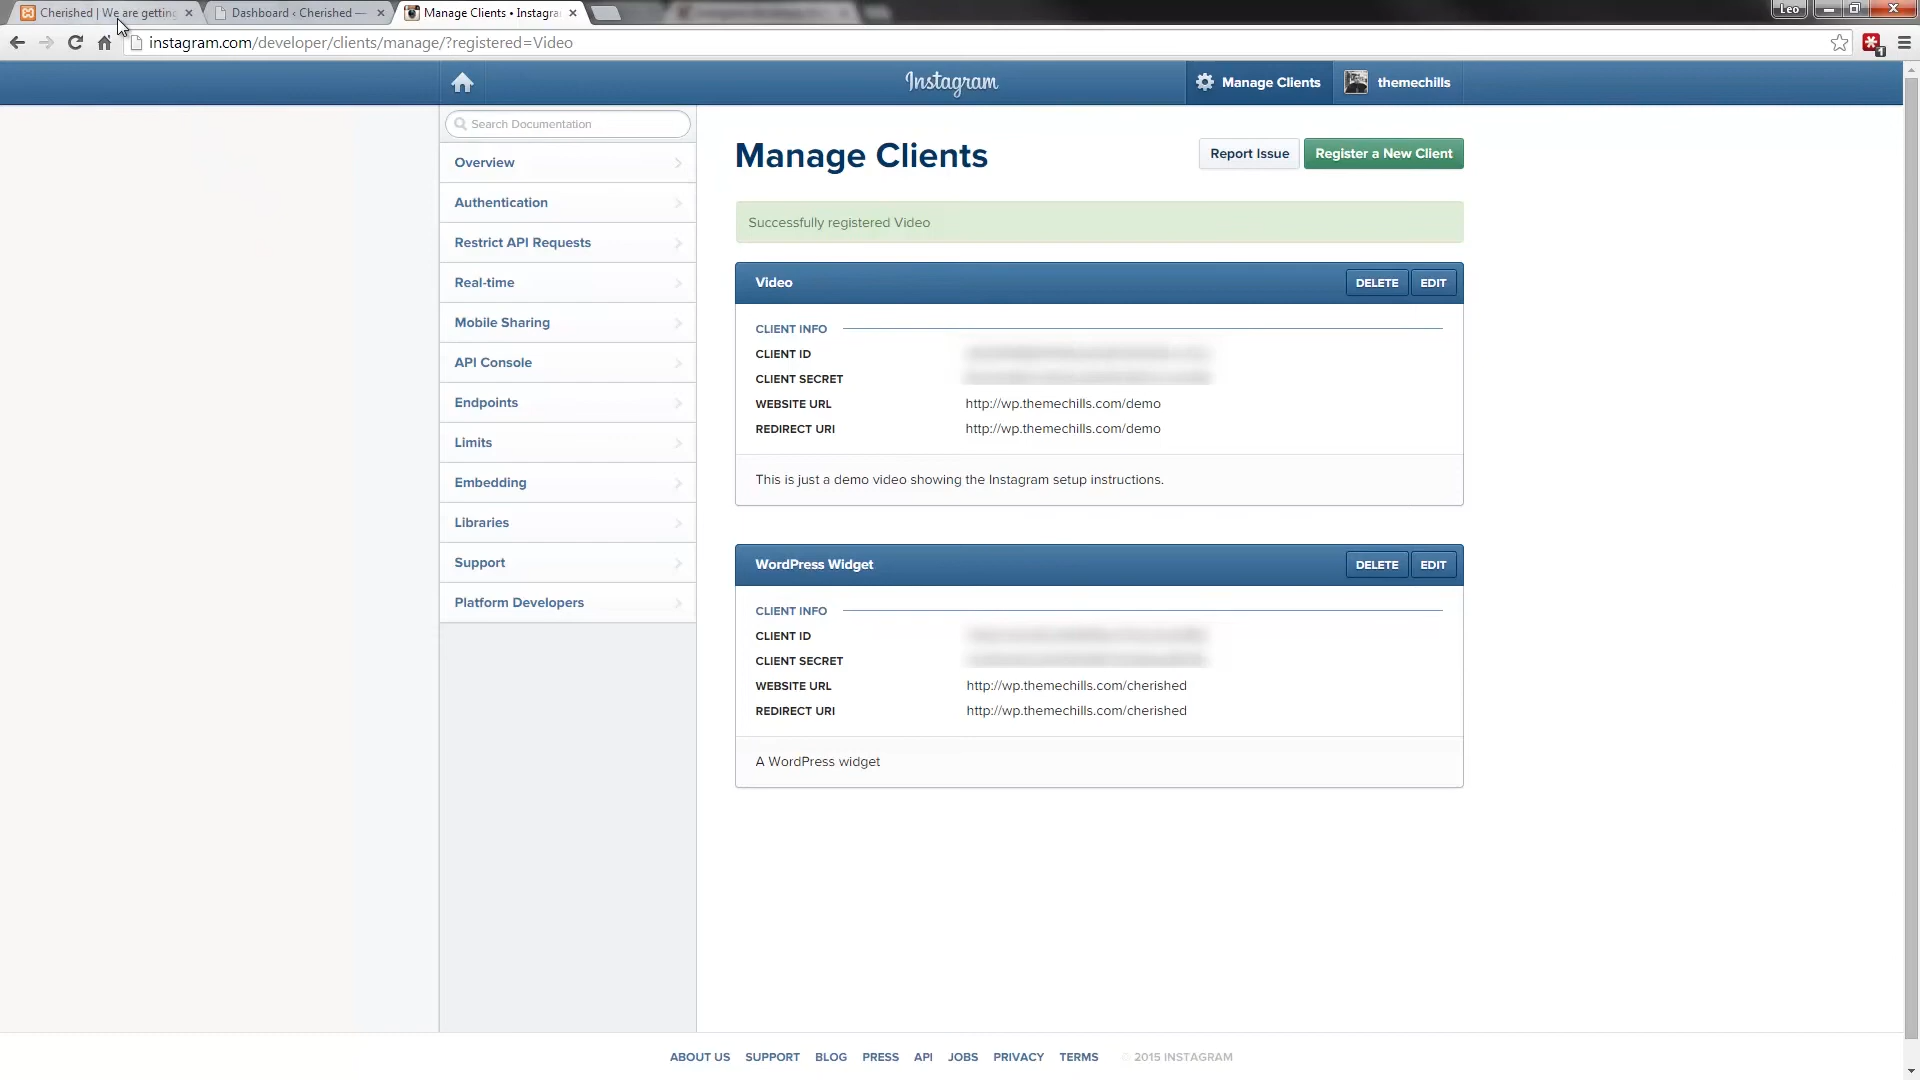 Cherished | We are getting
Dashboard ‹ Cherished —
Manage Clients • Instagra
Leo
instagram.com/developer/clients/manage/?registered=Video
1
Instagram
Manage Clients
themechills
Search Documentation
Overview
Authentication
Restrict API Requests
Real-time
Mobile Sharing
API Console
Endpoints
Limits
Embedding
Libraries
Support
Platform Developers
Manage Clients
Report Issue
Register a New Client
Successfully registered Video
Video
DELETE
EDIT
CLIENT INFO
CLIENT ID
CLIENT SECRET
WEBSITE URL http://wp.themechills.com/demo
REDIRECT URI http://wp.themechills.com/demo
This is just a demo video showing the Instagram setup instructions.
WordPress Widget
DELETE
EDIT
CLIENT INFO
CLIENT ID
CLIENT SECRET
WEBSITE URL http://wp.themechills.com/cherished
REDIRECT URI http://wp.themechills.com/cherished
A WordPress widget
ABOUT US SUPPORT BLOG PRESS API JOBS PRIVACY TERMS © 2015 INSTAGRAM